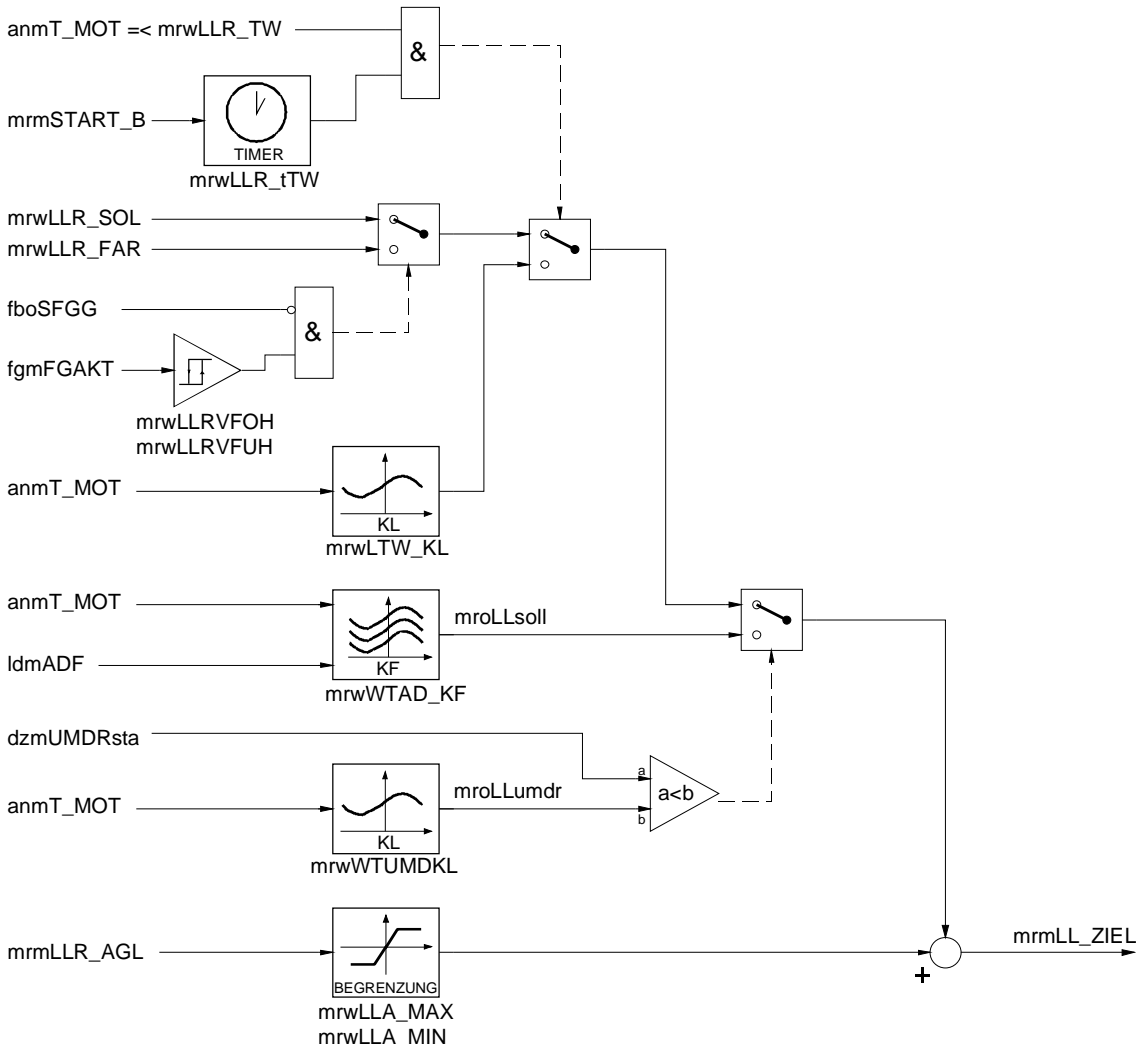 anmT_MOT =< mrwLLR_TW
&
mrmSTART_B
TIMER
mrwLLR_tTW
mrwLLR_SOL
mrwLLR_FAR
fboSFGG
&
fgmFGAKT
mrwLLRVFOH
mrwLLRVFUH
anmT_MOT
KL
mrwLTW_KL
anmT_MOT
mroLLsoll
ldmADF
KF
mrwWTAD_KF
dzmUMDRsta
a
anmT_MOT
mroLLumdr
a<b
b
KL
mrwWTUMDKL
mrmLLR_AGL
mrmLL_ZIEL
+
BEGRENZUNG
mrwLLA_MAX
mrwLLA_MIN